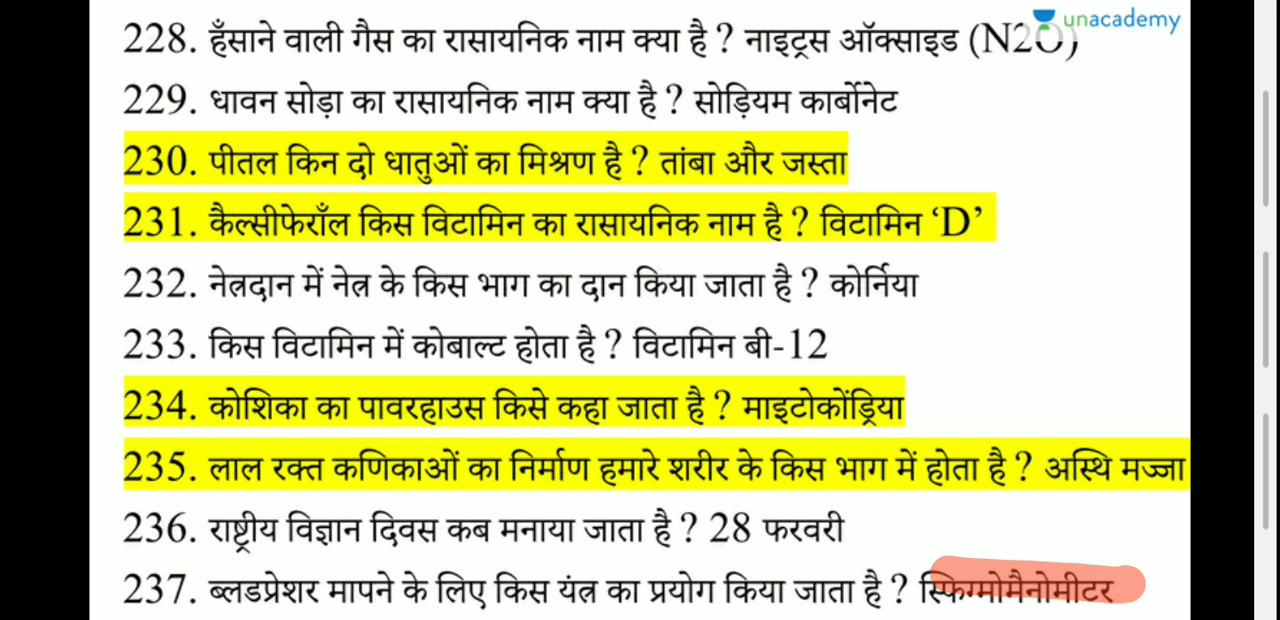 unacademy
228. हँसाने वाली गैस का रासायनिक नाम क्या है ? नाइट्रस ऑक्साइड (N2O)
229. धावन सोड़ा का रासायनिक नाम क्या है ? सोड़ियम कार्बोनेट
230. पीतल किन दो धातुओं का मिश्रण है ? तांबा और जस्ता
231. कैल्सीफेराँल किस विटामिन का रासायनिक नाम है ? विटामिन ‘D’
232. नेत्रदान में नेत्र के किस भाग का दान किया जाता है ? कोर्निया
233. किस विटामिन में कोबाल्ट होता है ? विटामिन बी-12
234. कोशिका का पावरहाउस किसे कहा जाता है ? माइटोकोंड्रिया
235. लाल रक्त कणिकाओं का निर्माण हमारे शरीर के किस भाग में होता है ? अस्थि मज्जा
236. राष्ट्रीय विज्ञान दिवस कब मनाया जाता है ? 28 फरवरी
237. ब्लडप्रेशर मापने के लिए किस यंत्र का प्रयोग किया जाता है ? स्फिग्मोमैनोमीटर